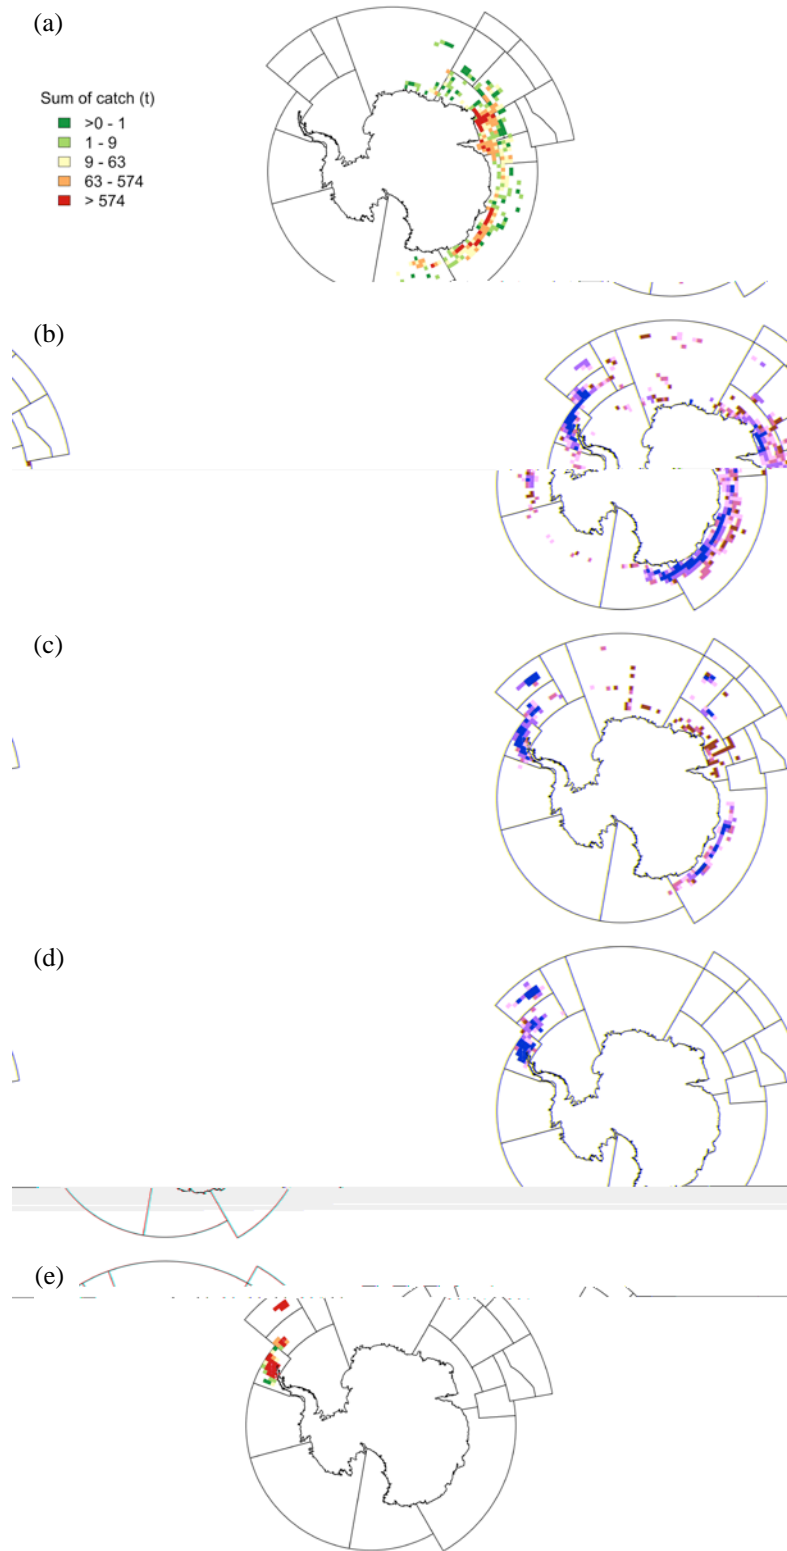 (a)
Sum of catch (t)
>0 - 1
1 - 9
9 - 63
63 - 574
> 574
(b)
(c)
(d)
(e)